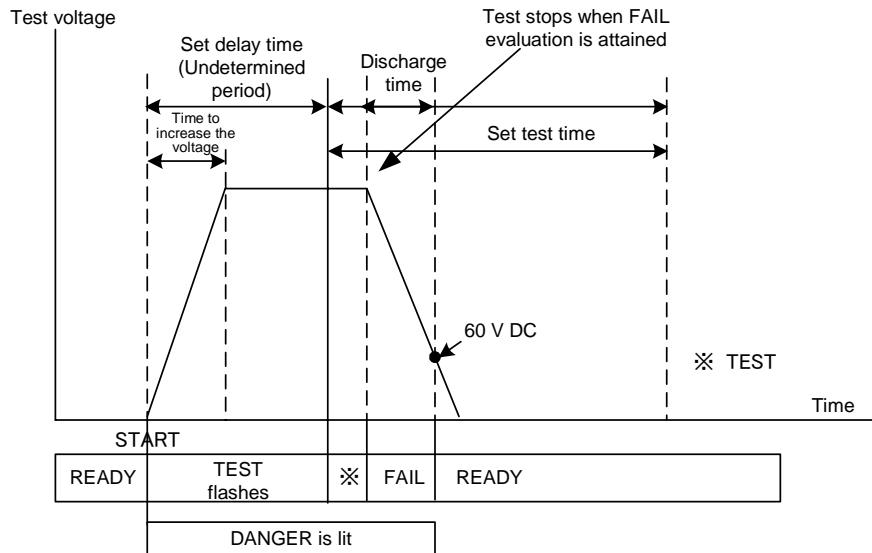 Test voltage
Set delay time
(Undetermined
period)
Time to
increase the
voltage
Discharge
time
Test stops when FAIL
evaluation is attained
Set test time
60 V DC
※ TEST
Time
START
READY
TEST
flashes
※
FAIL
READY
DANGER is lit